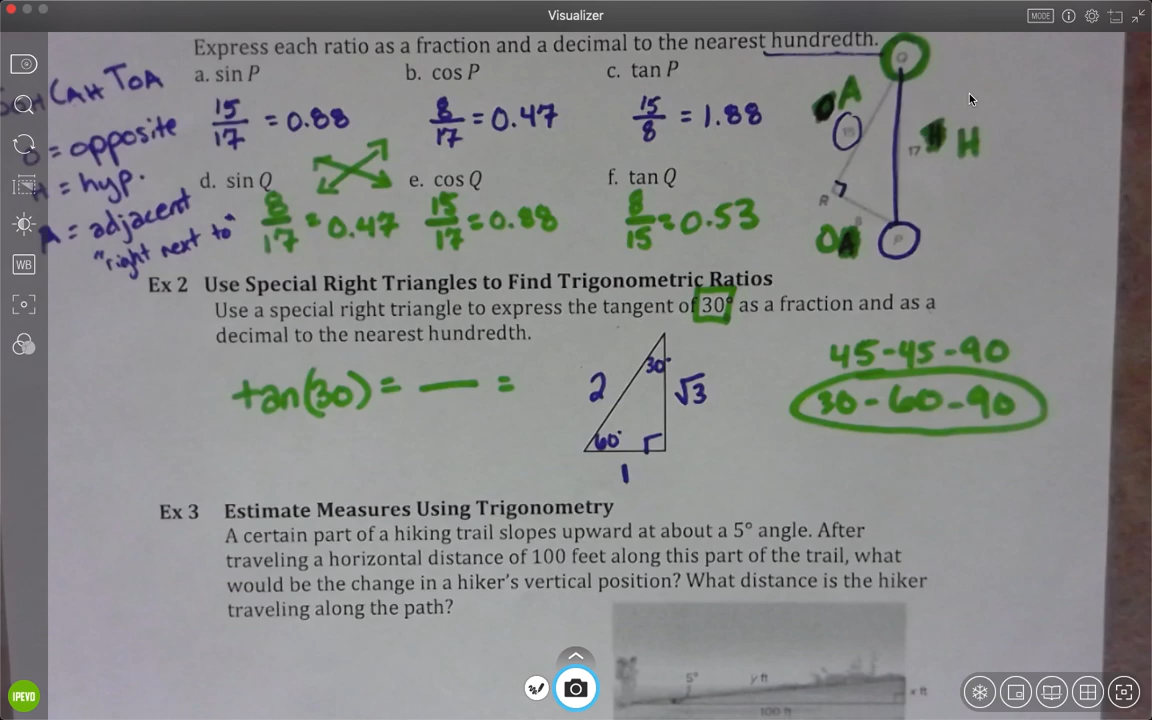 Visualizer
MODE
Express each ratio as a fraction and a decimal to the nearest hundredth.
SOH CAH TOA
O = opposite
H = hyp.
A = adjacent
"right next to"
a. sin P
15/17 = 0.88
b. cos P
8/17 = 0.47
c. tan P
15/8 = 1.88
d. sin Q
8/17 = 0.47
e. cos Q
15/17 = 0.88
f. tan Q
8/15 = 0.53
Q
A
15
17
H
R
8
O
P
Ex 2 Use Special Right Triangles to Find Trigonometric Ratios
Use a special right triangle to express the tangent of 30° as a fraction and as a
decimal to the nearest hundredth.
tan(30) = — =
2
30°
√3
60°
1
45-45-90
30-60-90
Ex 3 Estimate Measures Using Trigonometry
A certain part of a hiking trail slopes upward at about a 5° angle. After
traveling a horizontal distance of 100 feet along this part of the trail, what
would be the change in a hiker's vertical position? What distance is the hiker
traveling along the path?
5°
y ft
x ft
100 ft
WB
IPEVO